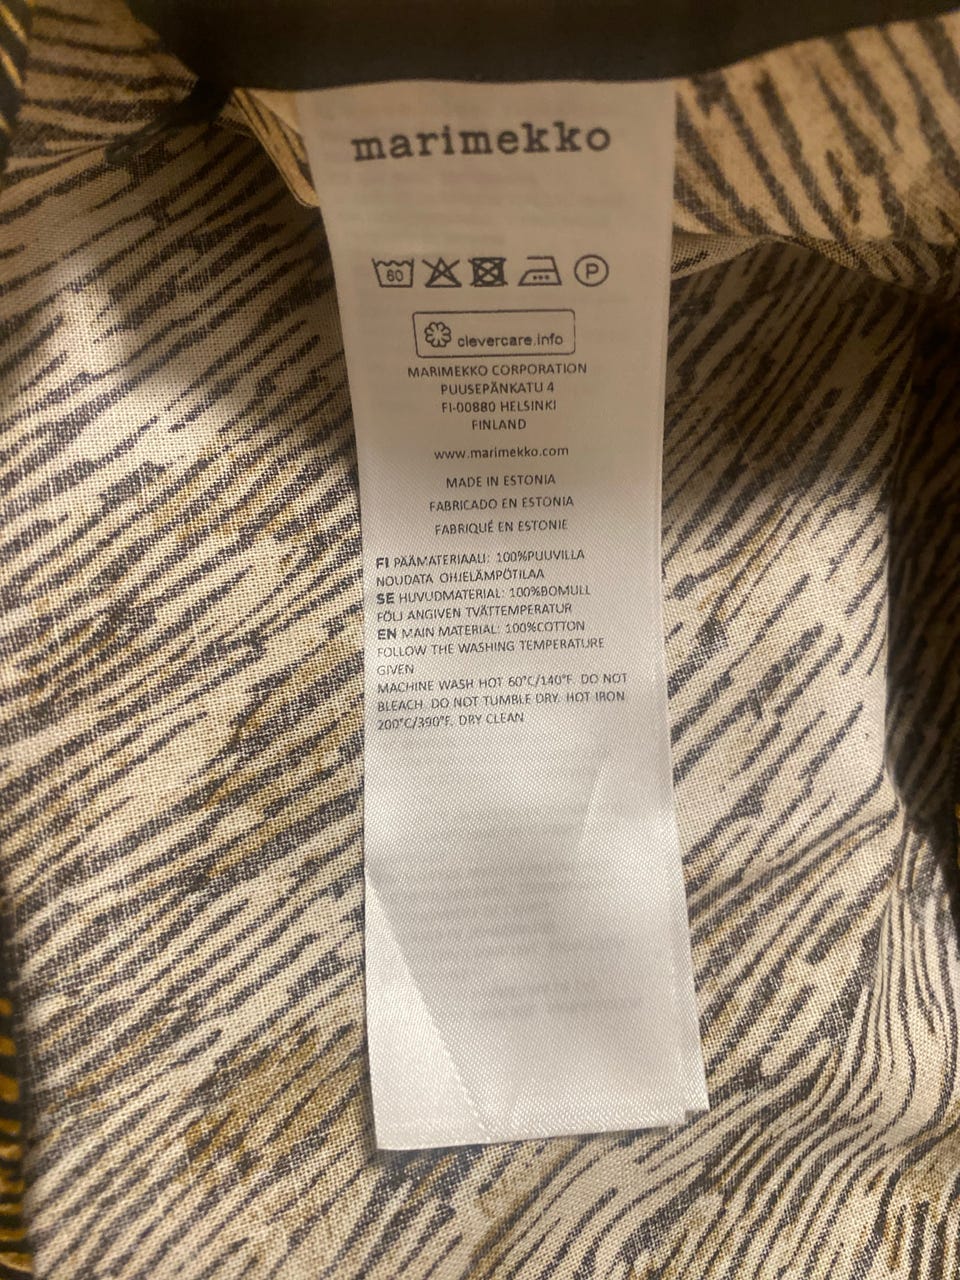 marimekko
60
P
clevercare.info
MARIMEKKO CORPORATION
PUUSEPÄNKATU 4
FI-00880 HELSINKI
FINLAND
www.marimekko.com
MADE IN ESTONIA
FABRICADO EN ESTONIA
FABRIQUÉ EN ESTONIE
FI PÄÄMATERIAALI: 100%PUUVILLA
NOUDATA OHJELÄMPÖTILAA
SE HUVUDMATERIAL: 100%BOMULL
FÖLJ ANGIVEN TVÄTTEMPERATUR
EN MAIN MATERIAL: 100%COTTON
FOLLOW THE WASHING TEMPERATURE
GIVEN
MACHINE WASH HOT 60°C/140°F. DO NOT
BLEACH. DO NOT TUMBLE DRY. HOT IRON
200°C/390°F. DRY CLEAN